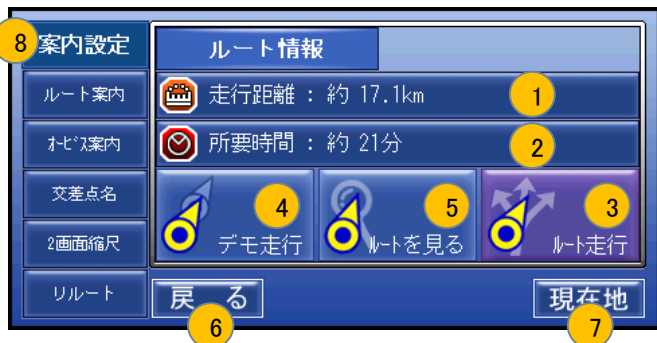 8 案内設定
ルート情報
ルート案内
走行距離 : 約 17.1km 1
オービス案内
所要時間 : 約 21分 2
交差点名
2画面縮尺
リルート
4 デモ走行
5 ルートを見る
3 ルート走行
戻る 6
現在地 7